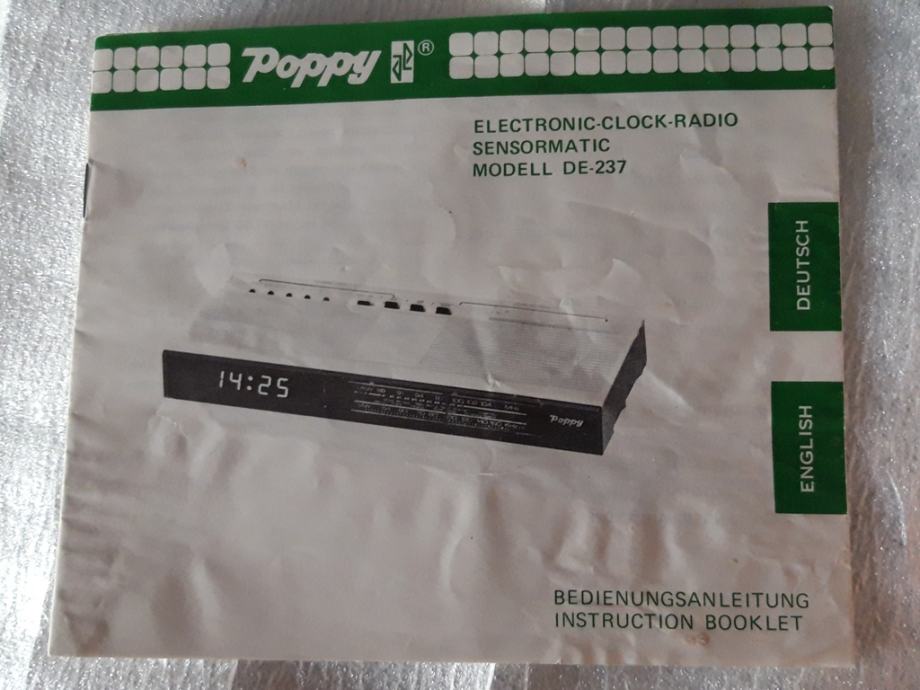 Poppy ®
ELECTRONIC-CLOCK-RADIO
SENSORMATIC
MODELL DE-237
DEUTSCH
14:25
Poppy
ENGLISH
BEDIENUNGSANLEITUNG
INSTRUCTION BOOKLET